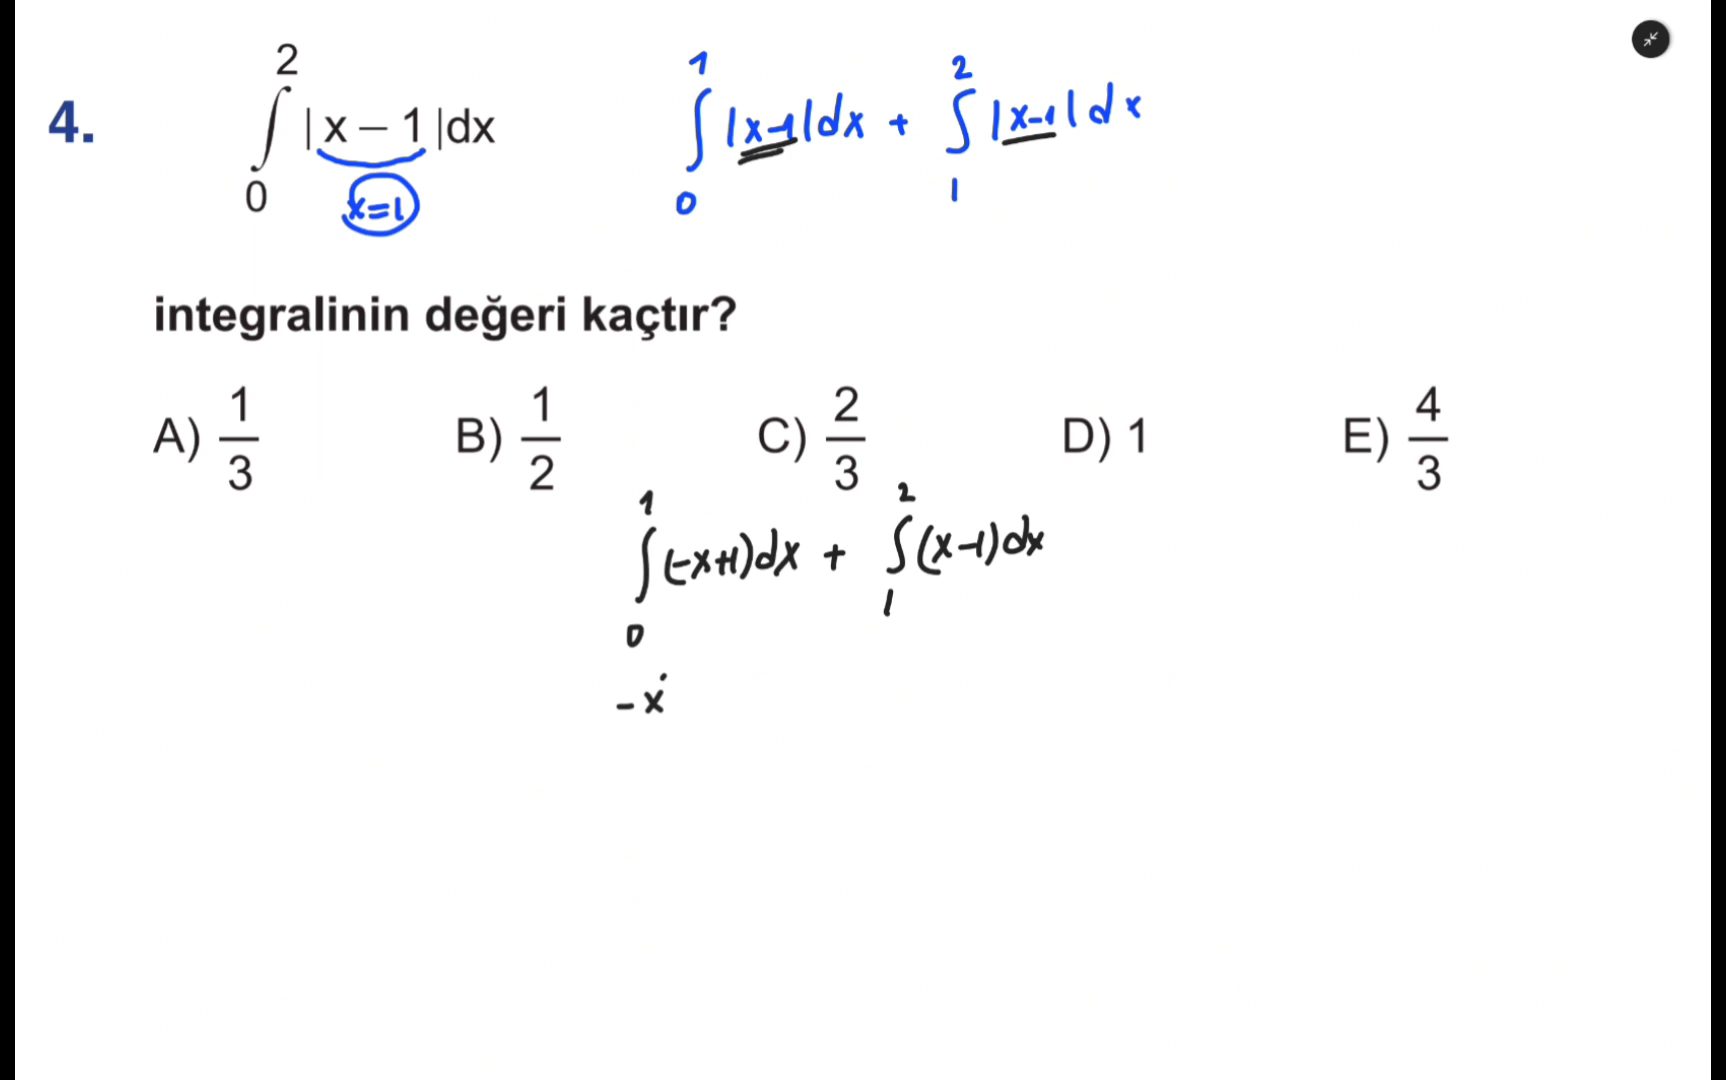 4. ∫₀² |x – 1|dx
x=1
∫₀¹ |x-1|dx + ∫₁² |x-1|dx
integralinin değeri kaçtır?
A) 1/3 B) 1/2 C) 2/3 D) 1 E) 4/3
∫₀¹ (-x+1)dx + ∫₁² (x-1)dx
-x